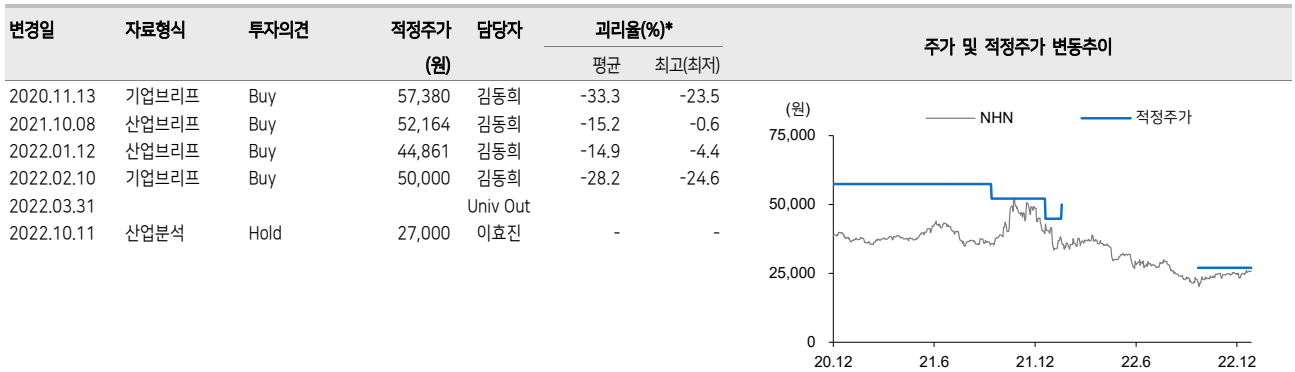 변경일 자료형식 투자의견 적정주가 담당자 괴리율(%)* 주가 및 적정주가 변동추이
(원) 평균 최고(최저)
2020.11.13 기업브리프 Buy 57,380 김동희 -33.3 -23.5
2021.10.08 산업브리프 Buy 52,164 김동희 -15.2 -0.6
2022.01.12 산업브리프 Buy 44,861 김동희 -14.9 -4.4
2022.02.10 기업브리프 Buy 50,000 김동희 -28.2 -24.6
2022.03.31 Univ Out
2022.10.11 산업분석 Hold 27,000 이효진 - -
(원) NHN 적정주가
75,000
50,000
25,000
0
20.12 21.6 21.12 22.6 22.12